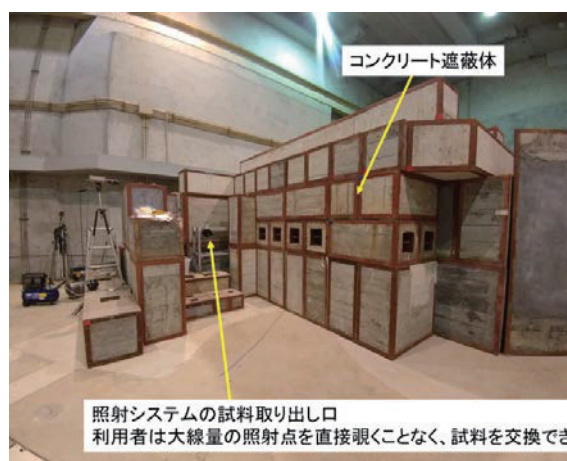 コンクリート遮蔽体
照射システムの試料取り出し口
利用者は大線量の照射点を直接覗くことなく、試料を交換でき